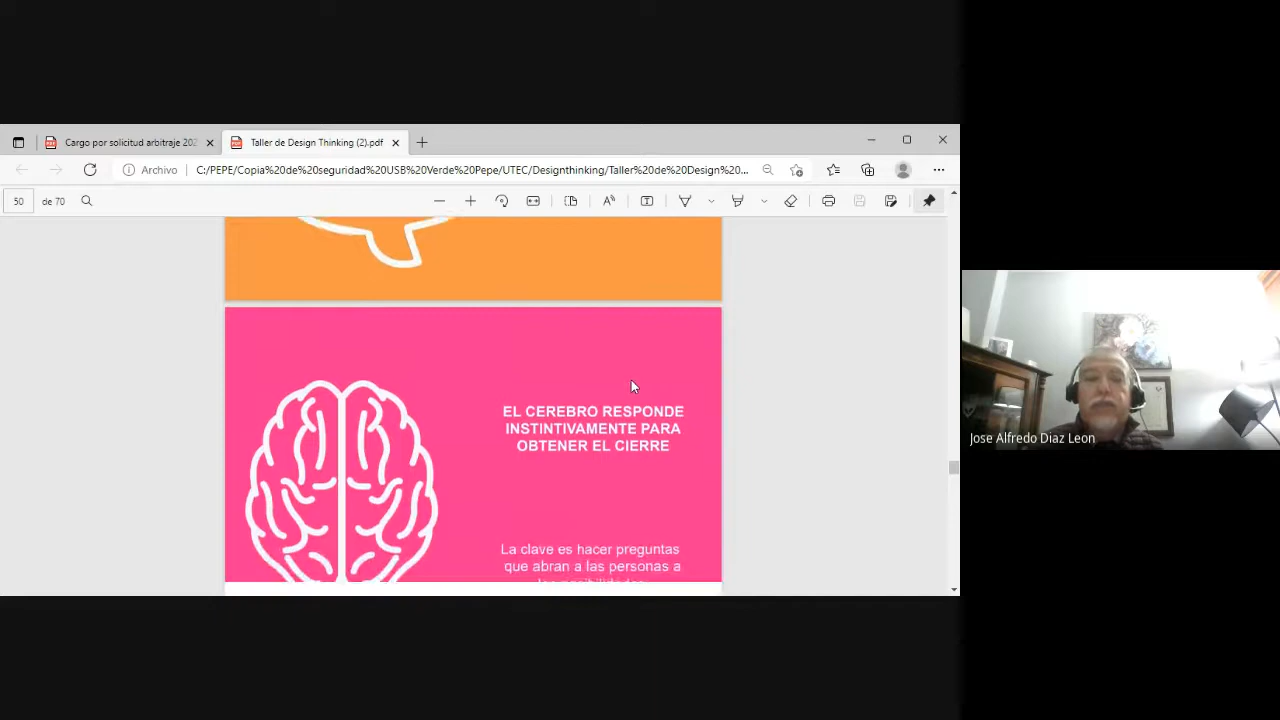 Cargo por solicitud arbitraje 202
Taller de Design Thinking (2).pdf
Archivo
C:/PEPE/Copia%20de%20seguridad%20USB%20Verde%20Pepe/UTEC/Designthinking/Taller%20de%20Design%20...
50 de 70
EL CEREBRO RESPONDE
INSTINTIVAMENTE PARA
OBTENER EL CIERRE
La clave es hacer preguntas
que abran a las personas a
Jose Alfredo Diaz Leon